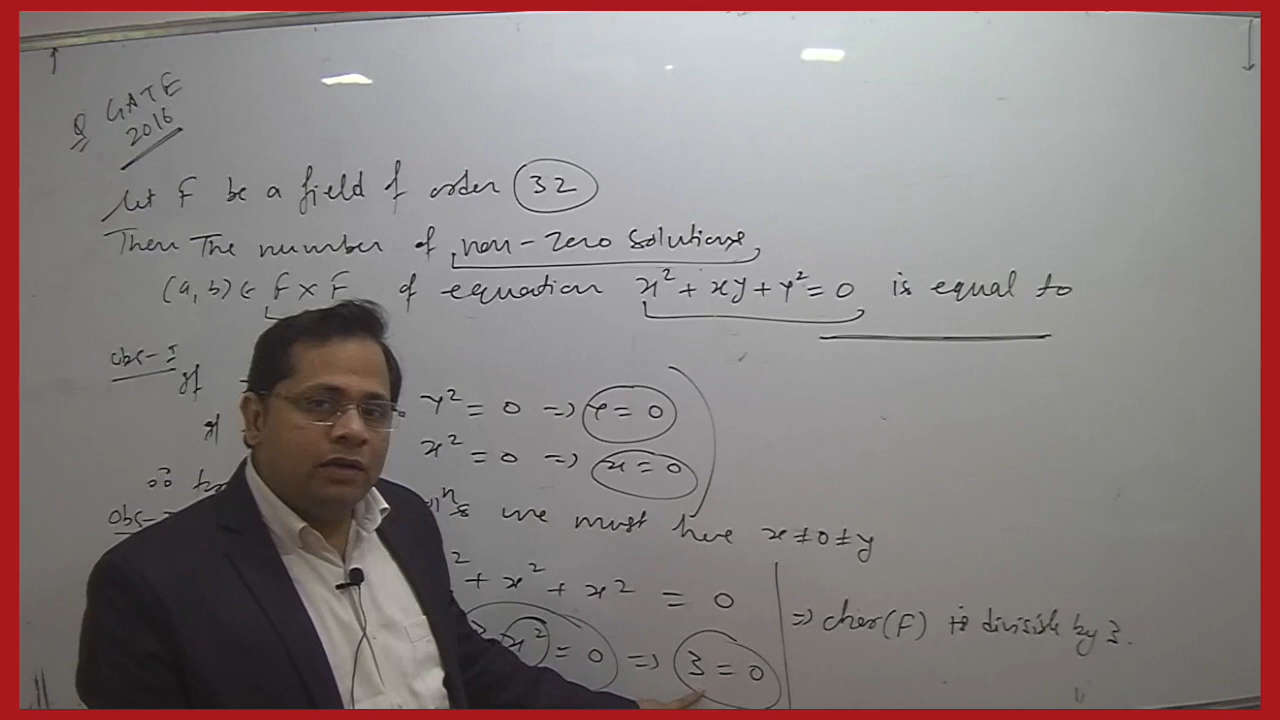 Q GATE
2016
Let F be a field of order 32
Then The number of non-zero solutions,
(a, b) ∈ F × F of equation x² + xy + y² = 0 is equal to
obs-I If
y² = 0 => y = 0
If
x² = 0 => x = 0
∴ for
we must have x ≠ 0 ≠ y
² + x² + x² = 0
x² = 0 => 3 = 0
=> char(F) is divisible by 3.